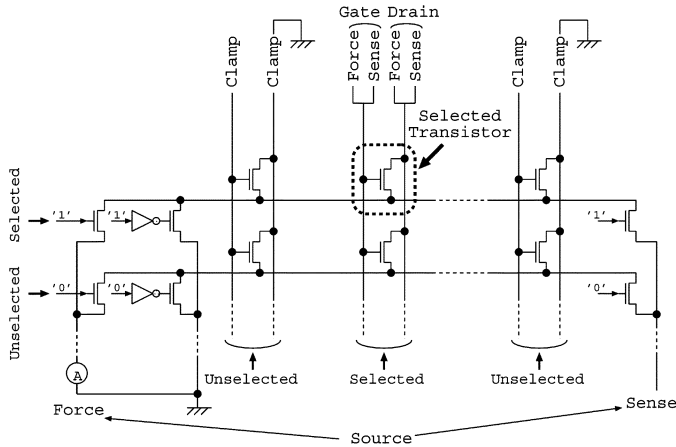 Gate Drain
Clamp
Clamp
Force
Sense
Force
Sense
Clamp
Clamp
Selected
Transistor
Selected
'1'
'1'
'1'
Unselected
'0'
'0'
'0'
A
Unselected
Selected
Unselected
Force
Sense
Source